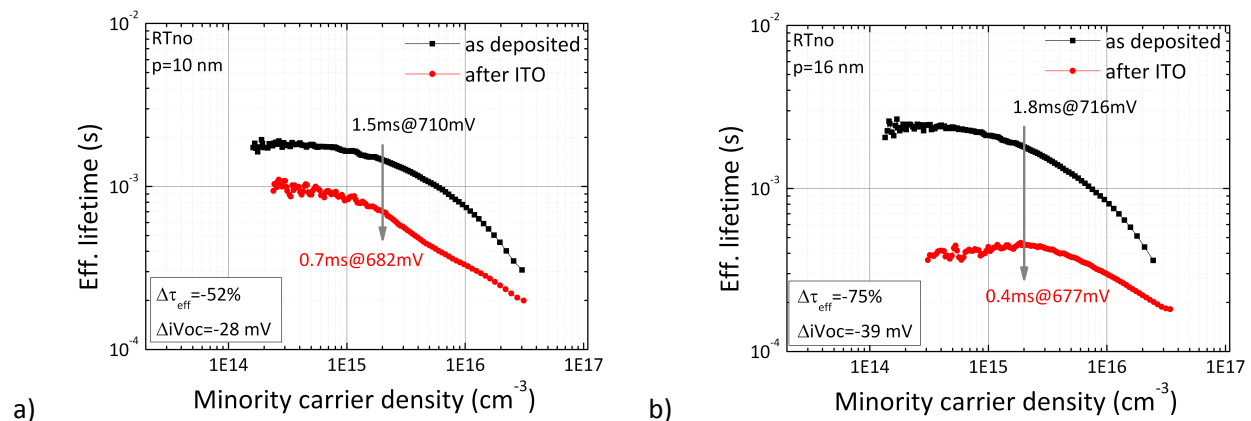 10⁻²
RTno
p=10 nm
as deposited
after ITO
1.5ms@710mV
10⁻³
0.7ms@682mV
Δτeff=-52%
ΔiVoc=-28 mV
10⁻⁴
1E14 1E15 1E16 1E17
Eff. lifetime (s)
Minority carrier density (cm⁻³)
a)
10⁻²
RTno
p=16 nm
as deposited
after ITO
1.8ms@716mV
10⁻³
0.4ms@677mV
Δτeff=-75%
ΔiVoc=-39 mV
10⁻⁴
1E14 1E15 1E16 1E17
Eff. lifetime (s)
Minority carrier density (cm⁻³)
b)